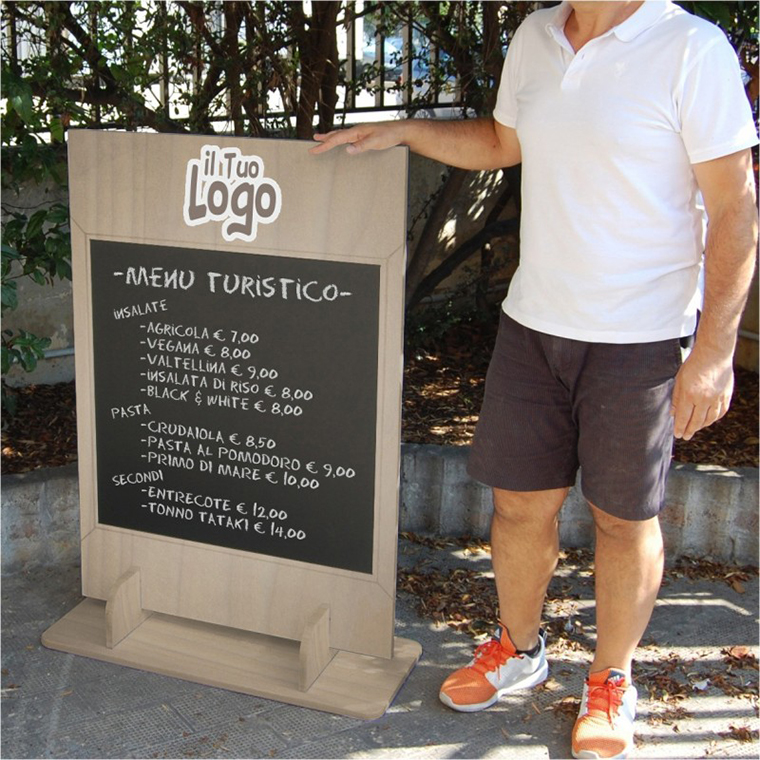 il Tuo
Logo
-MENU TURISTICO-
INSALATE
-AGRICOLA € 7,00
-VEGANA € 8,00
-VALTELLINA € 9,00
-INSALATA DI RISO € 8,00
-BLACK & WHITE € 8,00
PASTA
-CRUDAIOLA € 8,50
-PASTA AL POMODORO € 9,00
-PRIMO DI MARE € 10,00
SECONDI
-ENTRECOTE € 12,00
-TONNO TATAKI € 14,00